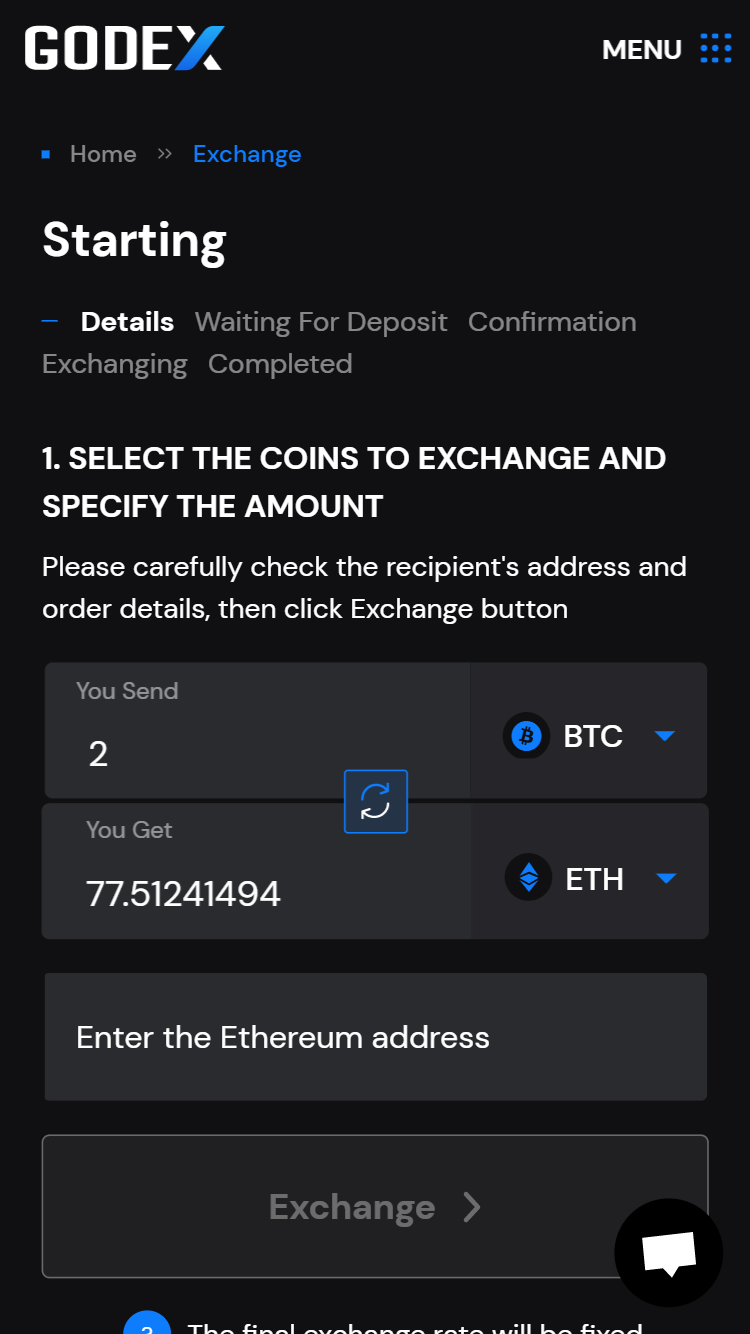 GODEX
MENU
Home » Exchange
Starting
Details Waiting For Deposit Confirmation
Exchanging Completed
1. SELECT THE COINS TO EXCHANGE AND
SPECIFY THE AMOUNT
Please carefully check the recipient's address and
order details, then click Exchange button
You Send
2
BTC
You Get
77.51241494
ETH
Enter the Ethereum address
Exchange
The final exchange rate will be fixed